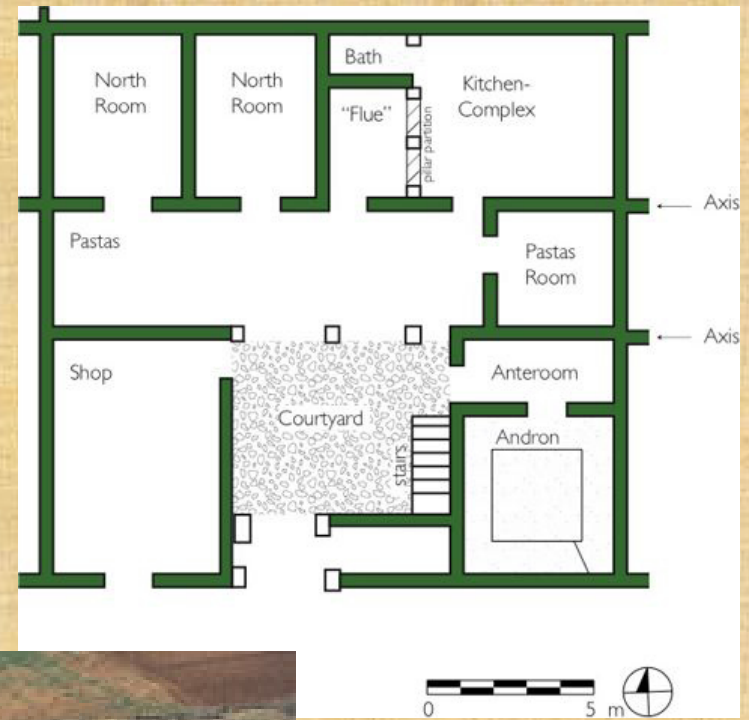 Bath
North
Room
North
Room
Kitchen-
Complex
“Flue”
pillar partition
Axis
Pastas
Pastas
Room
Axis
Shop
Anteroom
Courtyard
Andron
stairs
0 5 m